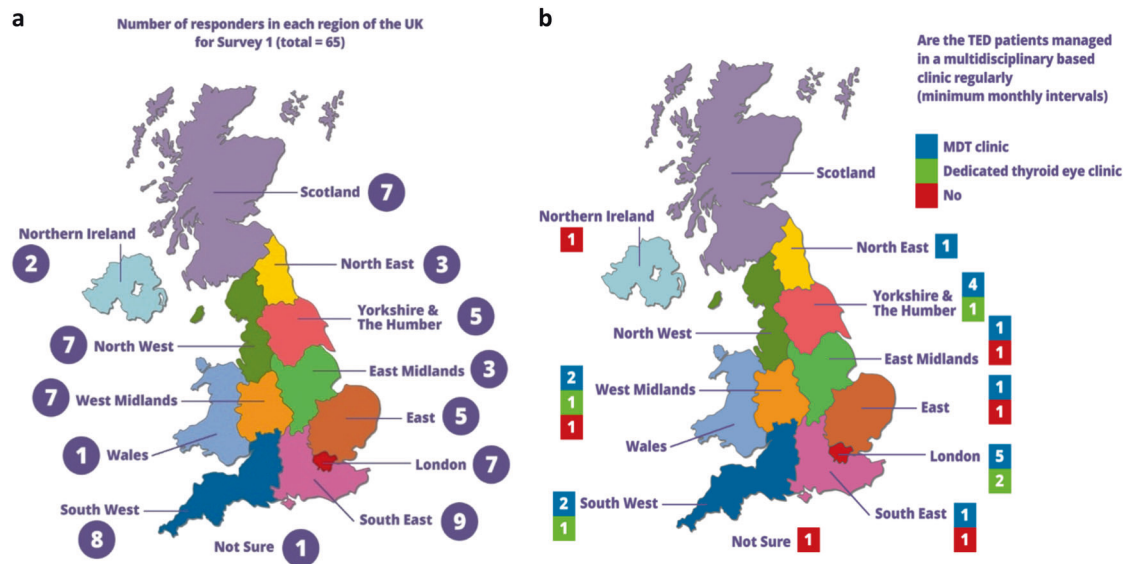 a
Number of responders in each region of the UK
for Survey 1 (total = 65)
Scotland 7
Northern Ireland
2
North East 3
Yorkshire &
The Humber 5
7 North West
East Midlands 3
7 West Midlands
East 5
1 Wales
London 7
South West
8
South East 9
Not Sure 1
b
Are the TED patients managed
in a multidisciplinary based
clinic regularly
(minimum monthly intervals)
MDT clinic
Dedicated thyroid eye clinic
No
Scotland
Northern Ireland
1
North East 1
Yorkshire &
The Humber
4
1
North West
East Midlands
1
1
West Midlands
2
1
1
East
1
1
Wales
London
5
2
South West
2
1
South East
1
1
Not Sure 1